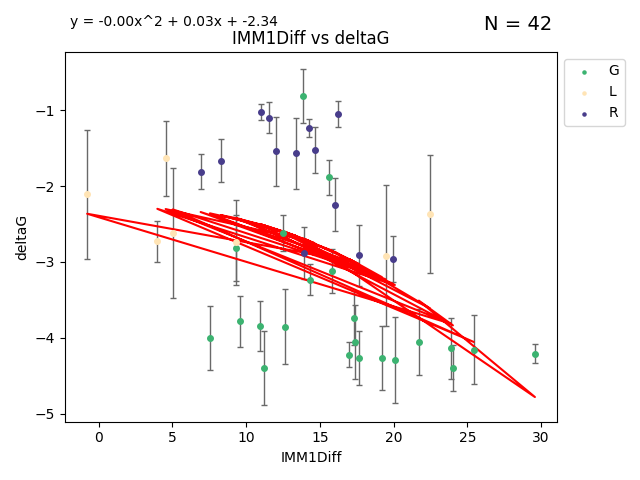 y = -0.00x^2 + 0.03x + -2.34
N = 42
IMM1Diff vs deltaG
G
L
R
−1
−2
−3
−4
−5
deltaG
0 5 10 15 20 25 30
IMM1Diff